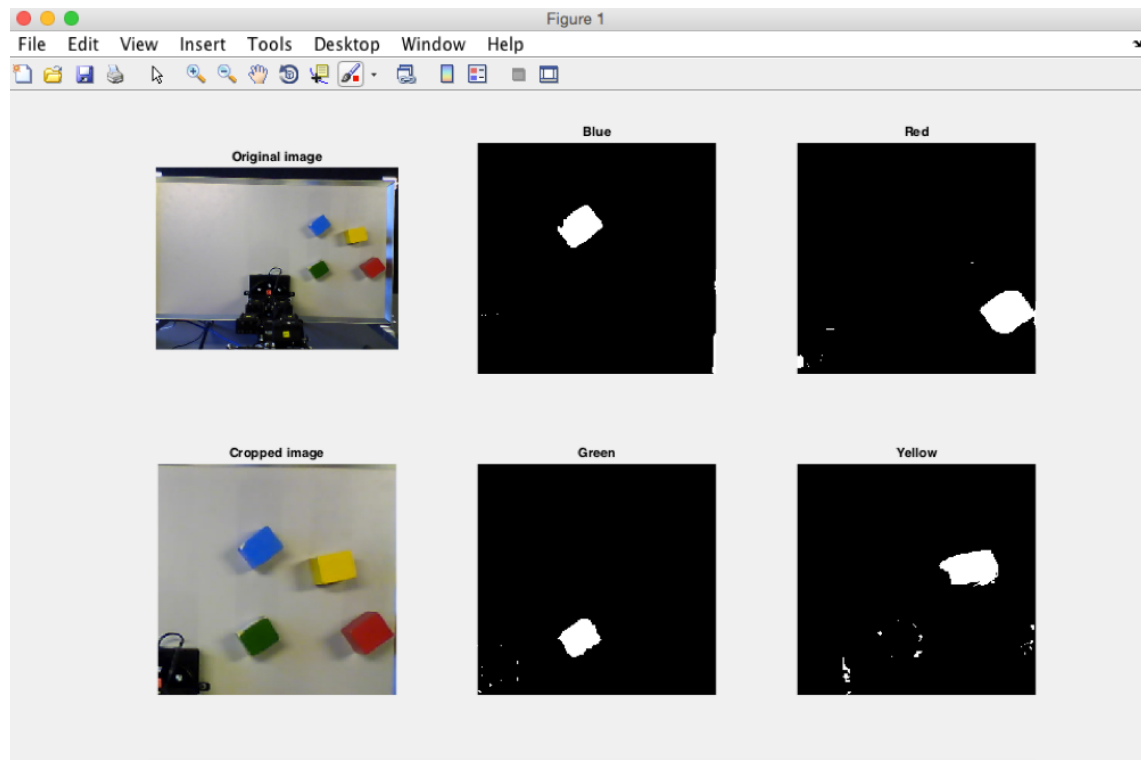 Figure 1
File Edit View Insert Tools Desktop Window Help
Blue
Red
Original image
Cropped image
Green
Yellow